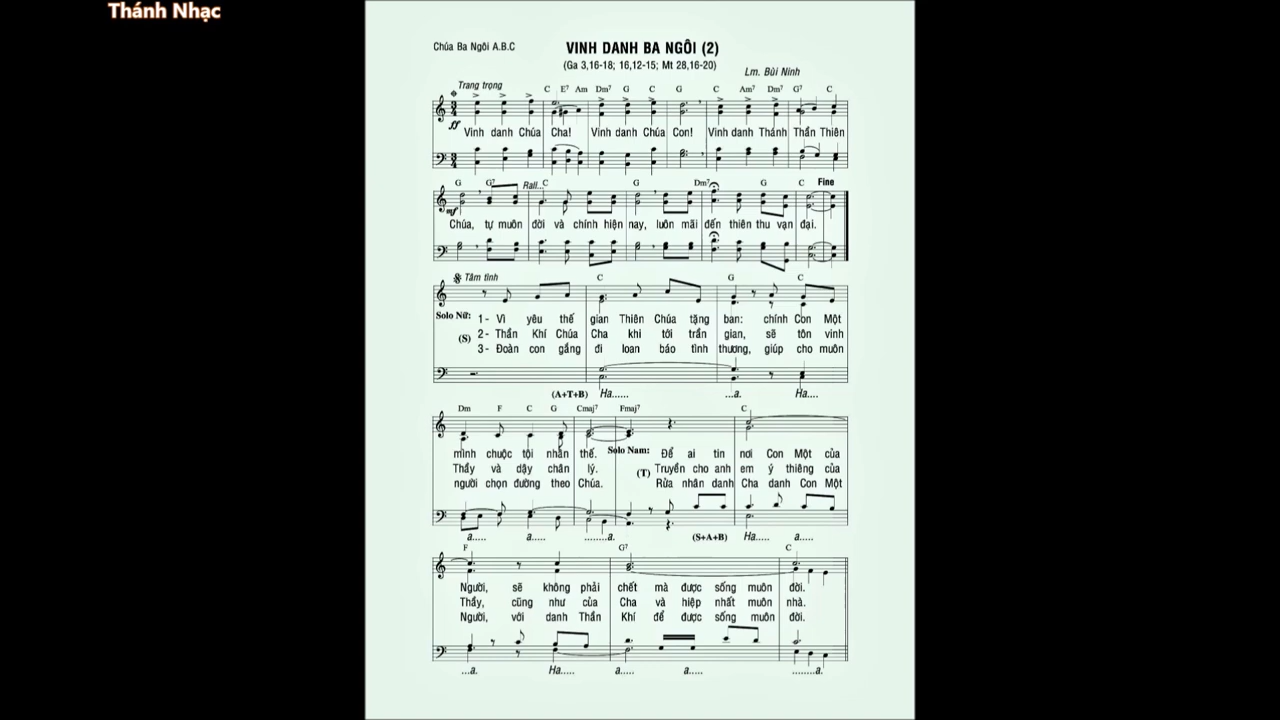 Thánh Nhạc
Chúa Ba Ngôi A.B.C
VINH DANH BA NGÔI (2)
(Ga 3,16-18; 16,12-15; Mt 28,16-20)
Lm. Bùi Ninh
Trang trọng
C E7 Am Dm7 G C G C Am7 Dm7 G7 C
ff
Vinh danh Chúa Cha! Vinh danh Chúa Con! Vinh danh Thánh Thần Thiên
G G7 Rall... C G Dm7 G C Fine
mf
Chúa, tự muôn đời và chính hiện nay, luôn mãi đến thiên thu vạn đại.
Tâm tình
C G C
Solo Nữ: 1- Vì yêu thế gian Thiên Chúa tặng ban: chính Con Một
(S) 2- Thần Khí Chúa Cha khi tới trần gian, sẽ tôn vinh
3- Đoàn con gắng đi loan báo tình thương, giúp cho muôn
(A+T+B) Ha...... ...a. Ha....
Dm F C G Cmaj7 Fmaj7 C
mình chuộc tội nhân thế. Solo Nam: Để ai tin nơi Con Một của
Thầy và dậy chân lý. (T) Truyền cho anh em ý thiêng của
người chọn đường theo Chúa. Rửa nhân danh Cha danh Con Một
a..... a..... ........a. (S+A+B) Ha..... a.....
F G7 C
Người, sẽ không phải chết mà được sống muôn đời.
Thầy, cũng như của Cha và hiệp nhất muôn nhà.
Người, với danh Thần Khí để được sống muôn đời.
...a. Ha..... a..... a..... ........a.